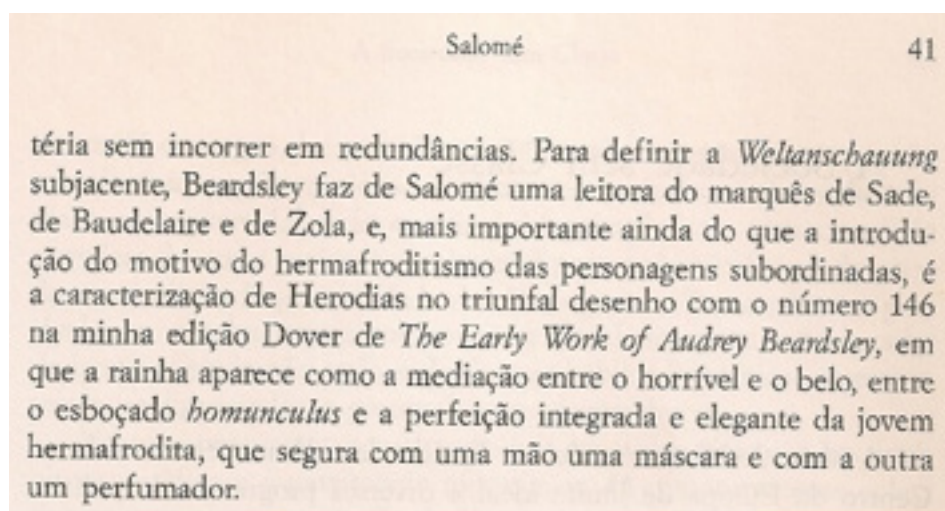 Salomé 41
téria sem incorrer em redundâncias. Para definir a Weltanschauung
subjacente, Beardsley faz de Salomé uma leitora do marquês de Sade,
de Baudelaire e de Zola, e, mais importante ainda do que a introdu-
ção do motivo do hermafroditismo das personagens subordinadas, é
a caracterização de Herodias no triunfal desenho com o número 146
na minha edição Dover de The Early Work of Audrey Beardsley, em
que a rainha aparece como a mediação entre o horrível e o belo, entre
o esboçado homunculus e a perfeição integrada e elegante da jovem
hermafrodita, que segura com uma mão uma máscara e com a outra
um perfumador.